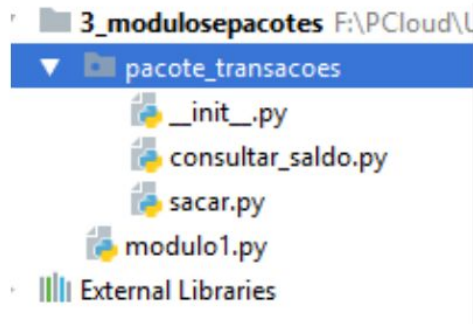 3_modulosepacotes F:\PCloud\U
pacote_transacoes
__init__.py
consultar_saldo.py
sacar.py
modulo1.py
External Libraries